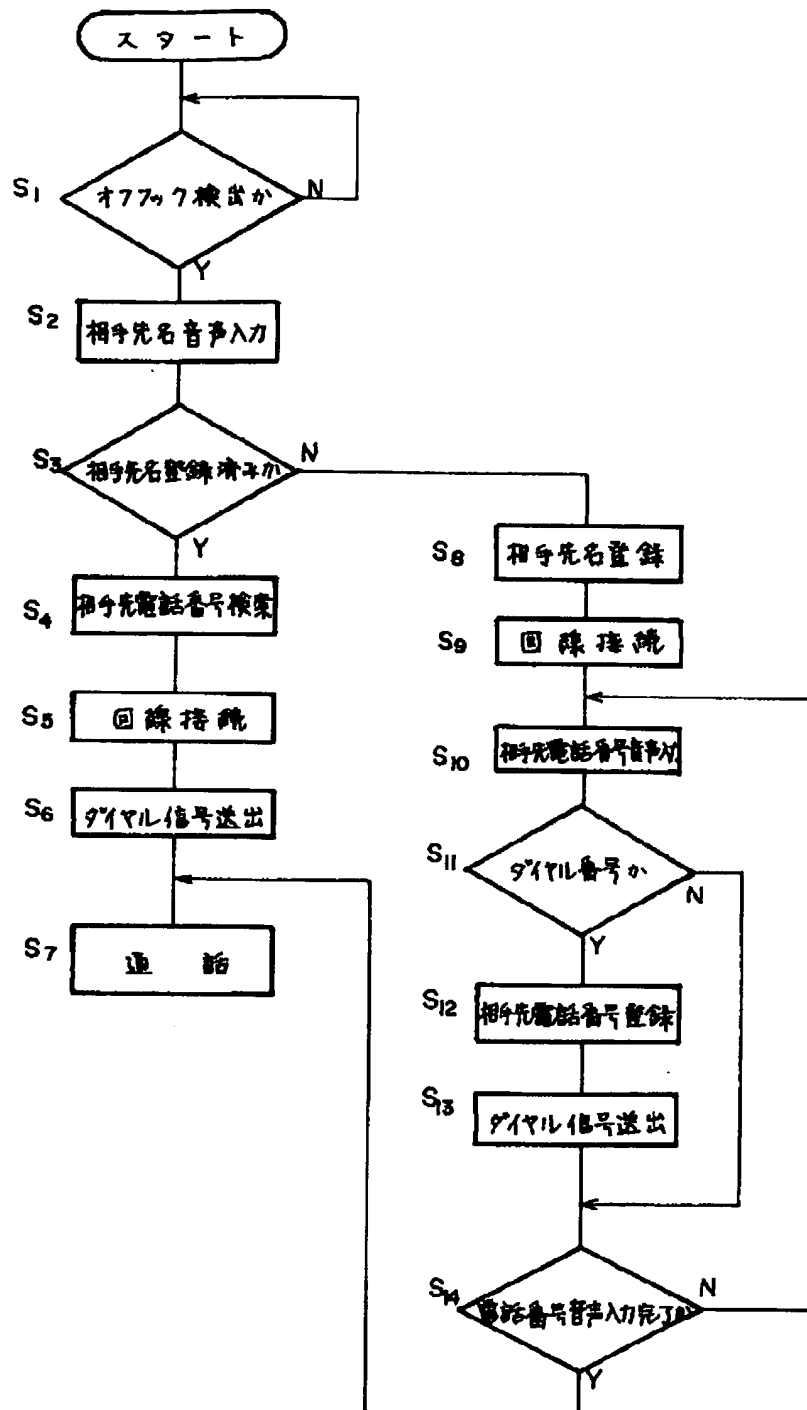 スタート
S1
オフフック検出か
N
Y
S2
相手先名音声入力
S3
相手先名登録済みか
N
Y
S4
相手先電話番号検索
S5
回線接続
S6
ダイヤル信号送出
S7
通話
S8
相手先名登録
S9
回線接続
S10
相手先電話番号音声入力
S11
ダイヤル番号か
N
Y
S12
相手先電話番号登録
S13
ダイヤル信号送出
S14
電話番号音声入力完了か
N
Y